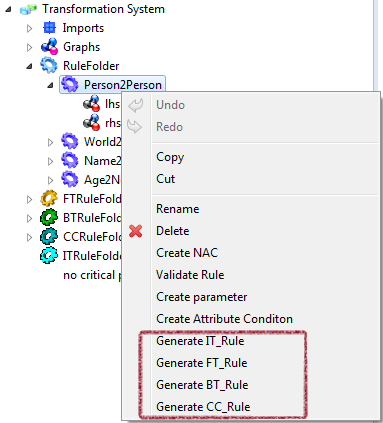 Transformation System
Imports
Graphs
RuleFolder
Person2Person
lhs
rhs
World2
Name2
Age2N
FTRuleFold
BTRuleFold
CCRuleFold
ITRuleFold
no critical p
Undo
Redo
Copy
Cut
Rename
Delete
Create NAC
Validate Rule
Create parameter
Create Attribute Conditon
Generate IT_Rule
Generate FT_Rule
Generate BT_Rule
Generate CC_Rule